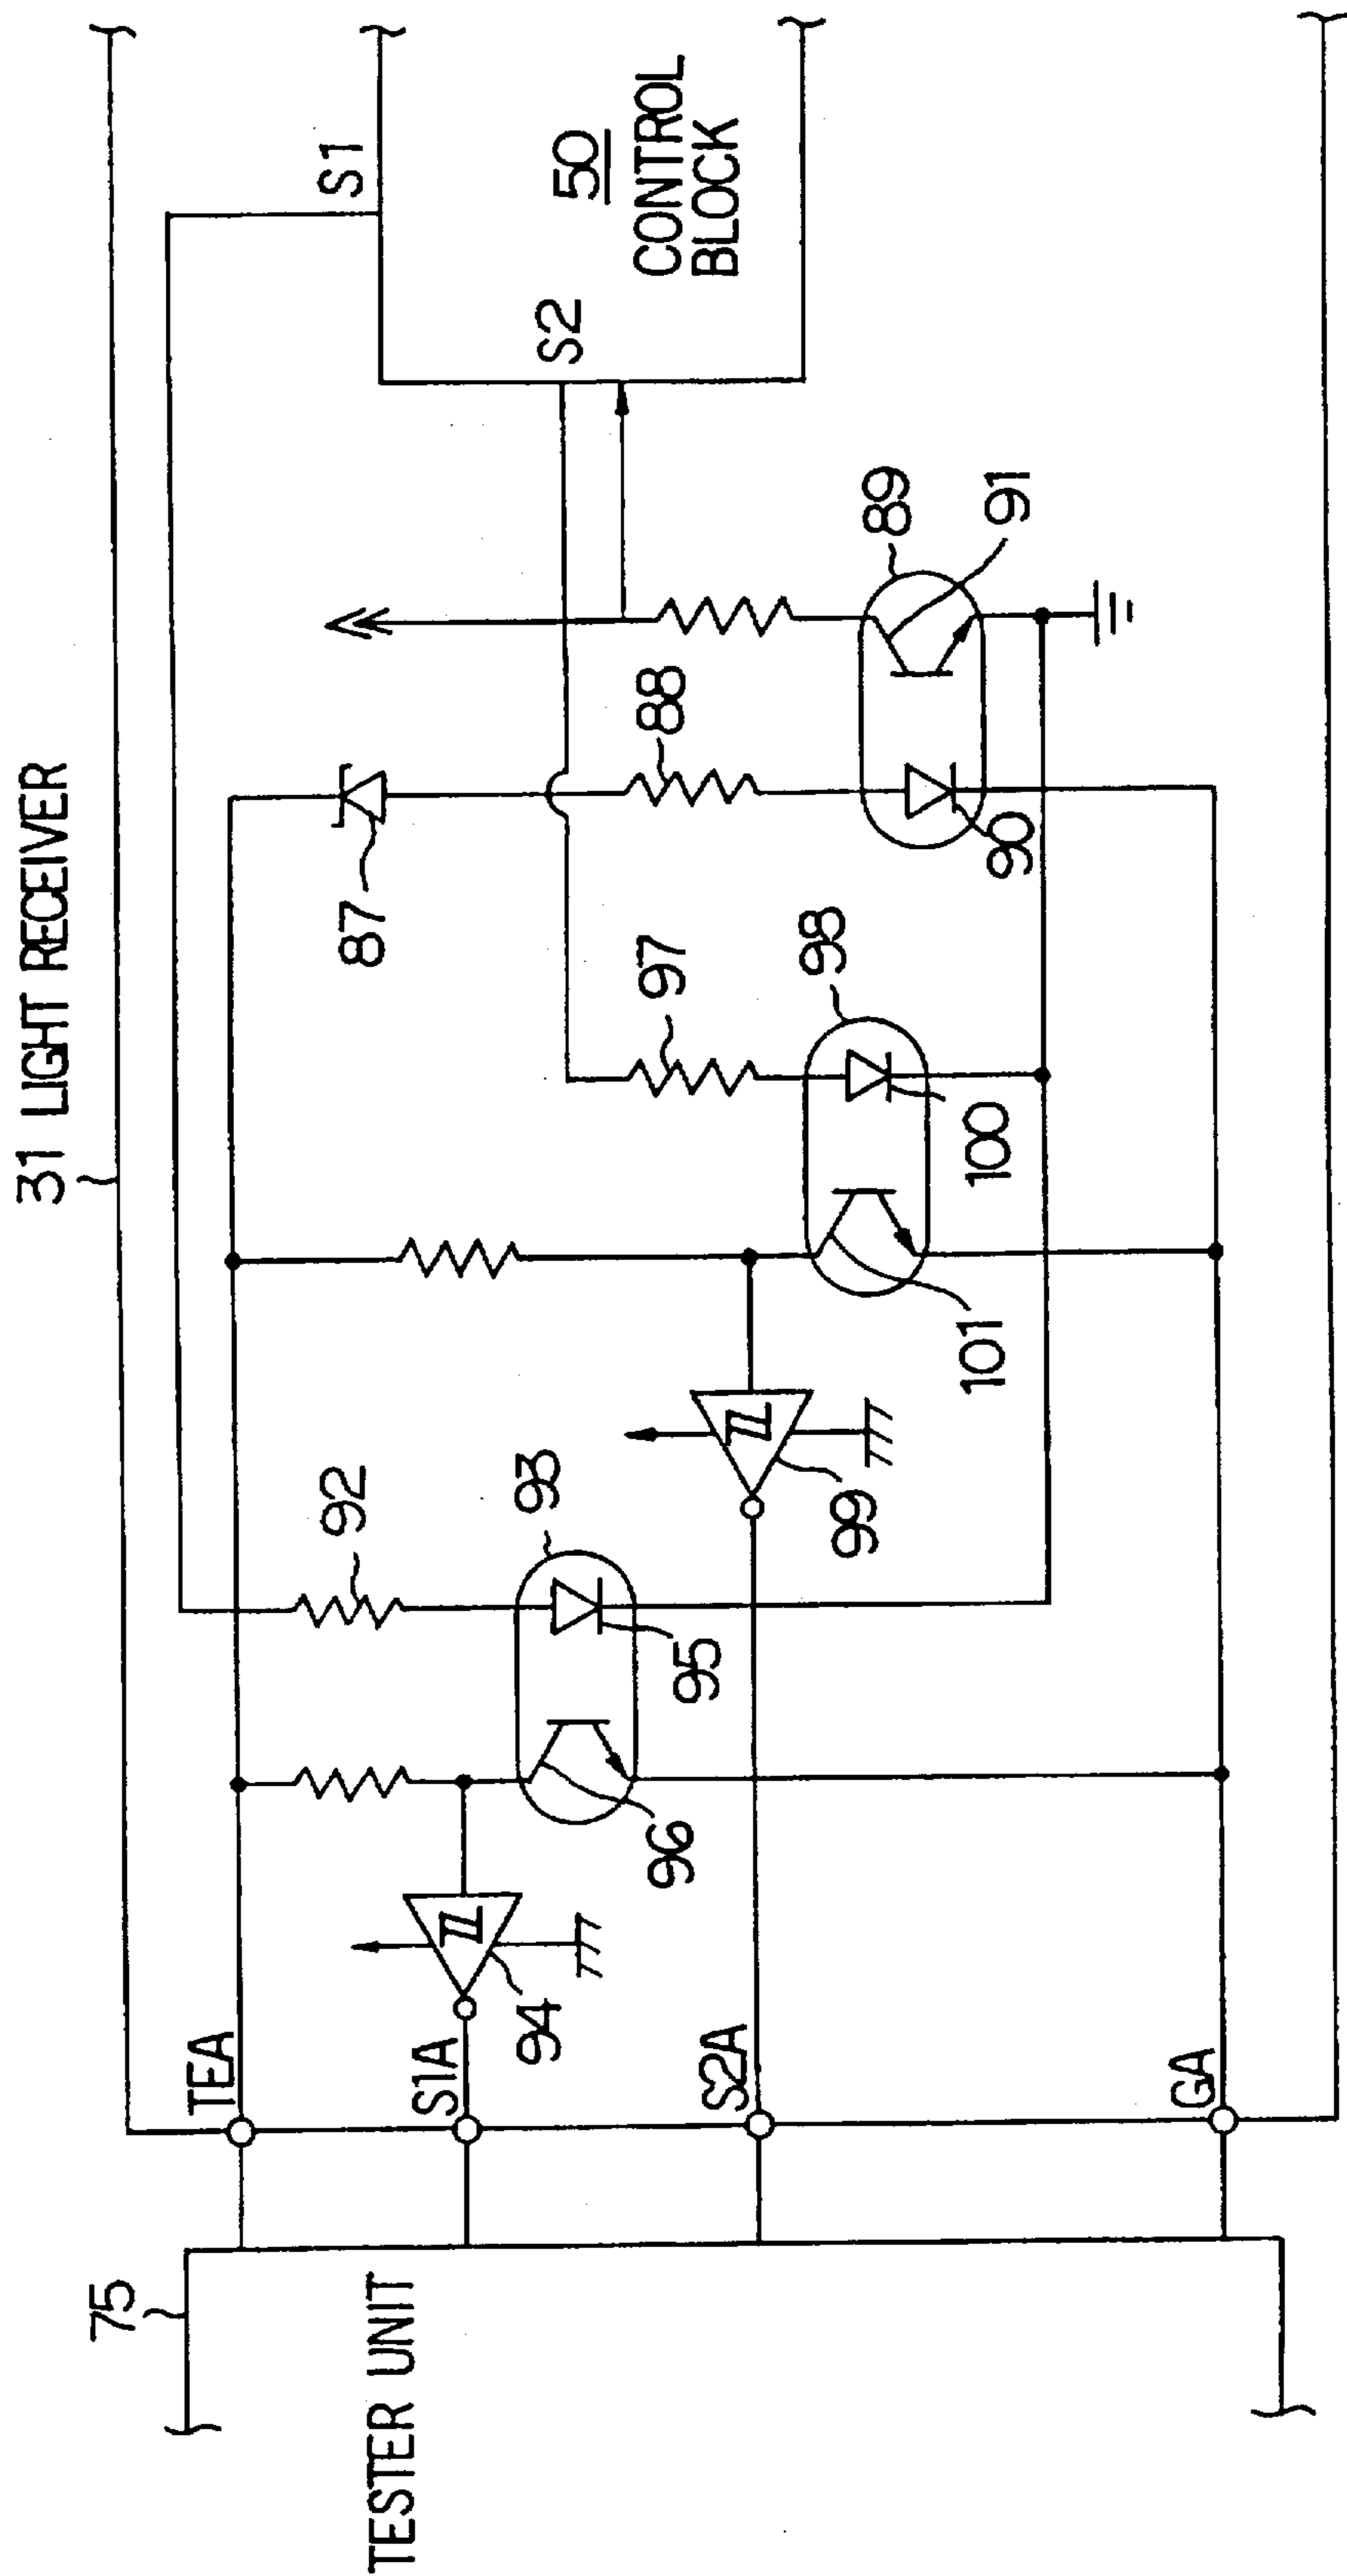 31 LIGHT RECEIVER
75
TESTER UNIT
TEA
S1A
S2A
GA
94
96
92
93
95
99
101
97
98
100
87
88
90
89
91
S1
S2
50
CONTROL
BLOCK